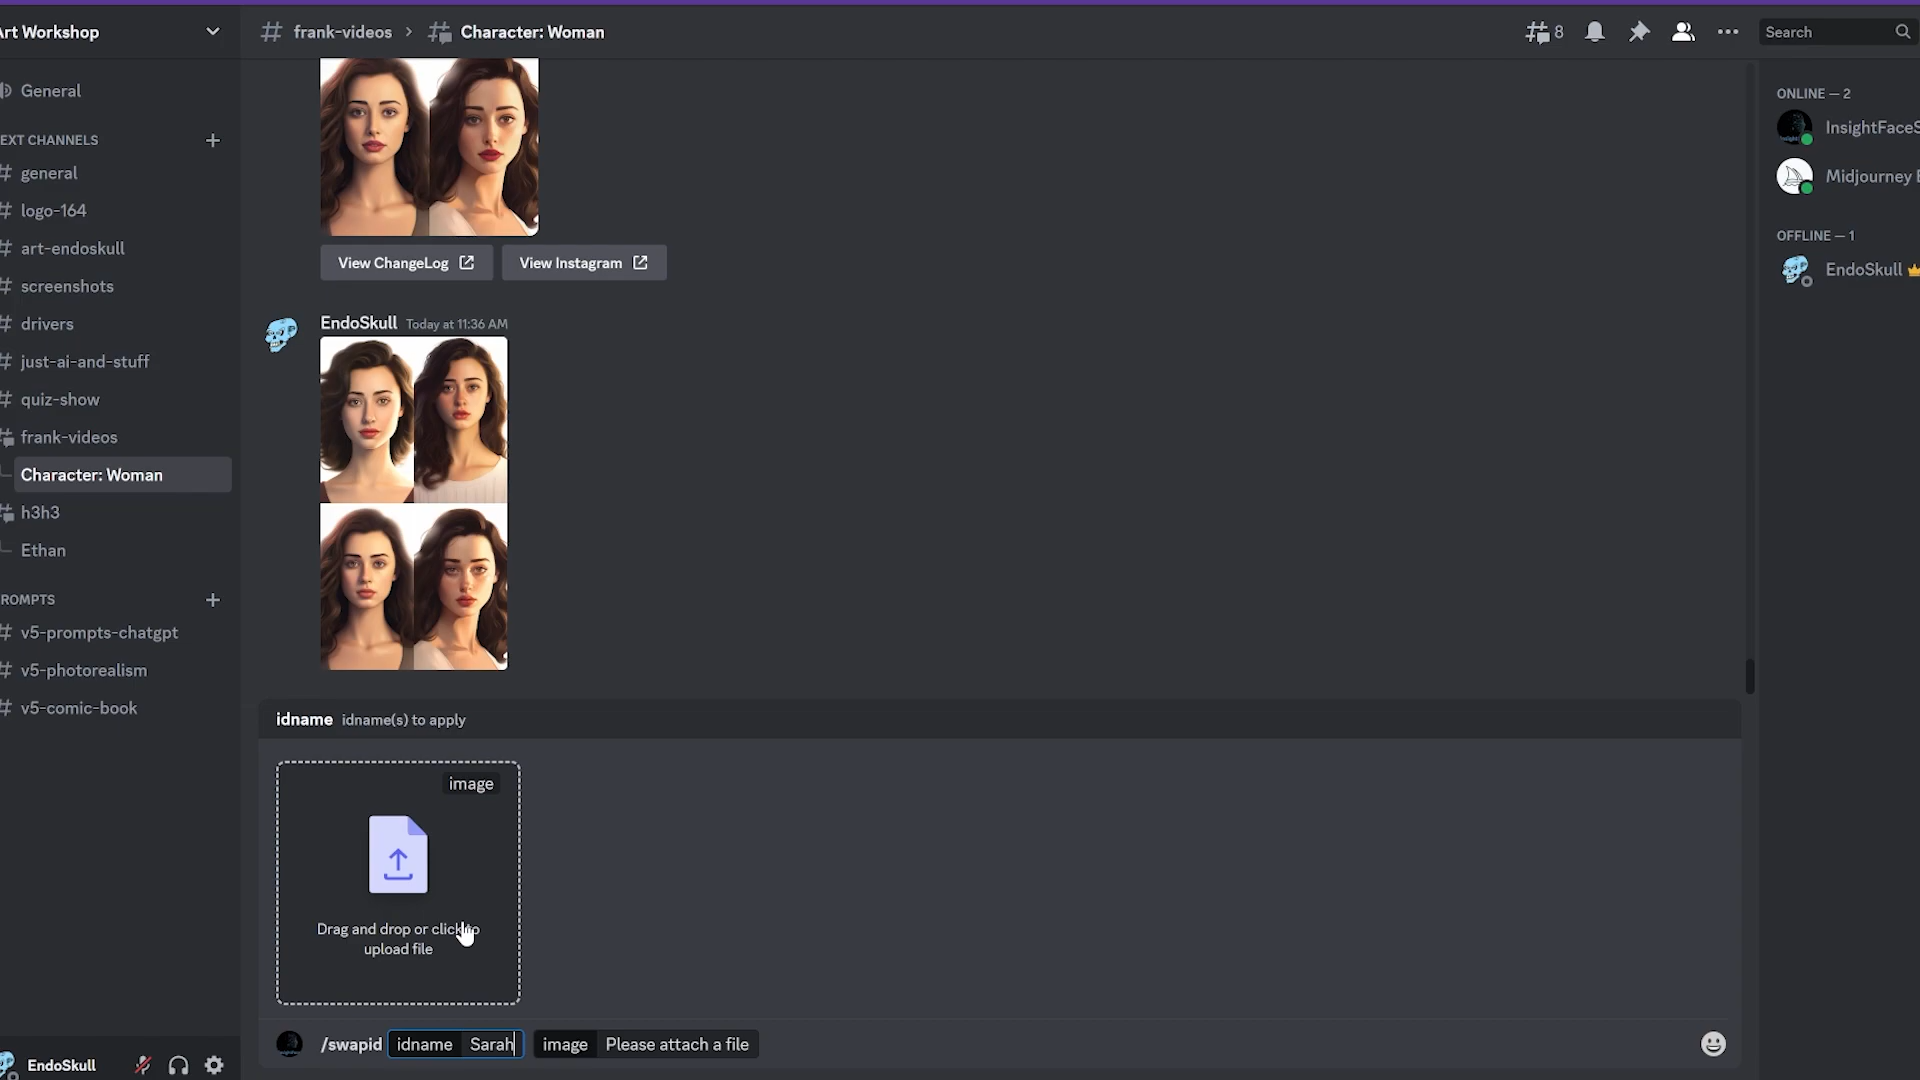 Art Workshop
General
EXT CHANNELS
general
logo-164
art-endoskull
screenshots
drivers
just-ai-and-stuff
quiz-show
frank-videos
Character: Woman
h3h3
Ethan
ROMPTS
v5-prompts-chatgpt
v5-photorealism
v5-comic-book
EndoSkull
frank-videos › Character: Woman
8
Search
View ChangeLog
View Instagram
EndoSkull Today at 11:36 AM
idname idname(s) to apply
image
Drag and drop or click to
upload file
/swapid idname Sarah image Please attach a file
ONLINE — 2
InsightFaceS
Midjourney B
OFFLINE — 1
EndoSkull